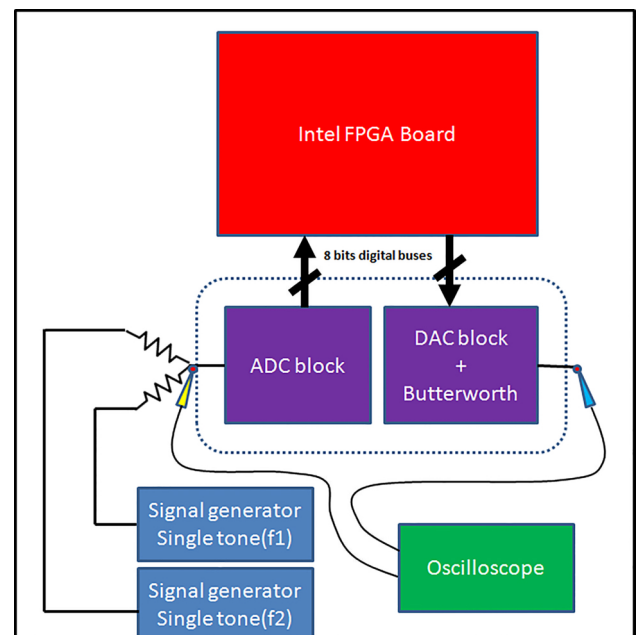 Intel FPGA Board
8 bits digital buses
ADC block
DAC block
+
Butterworth
Signal generator
Single tone(f1)
Signal generator
Single tone(f2)
Oscilloscope